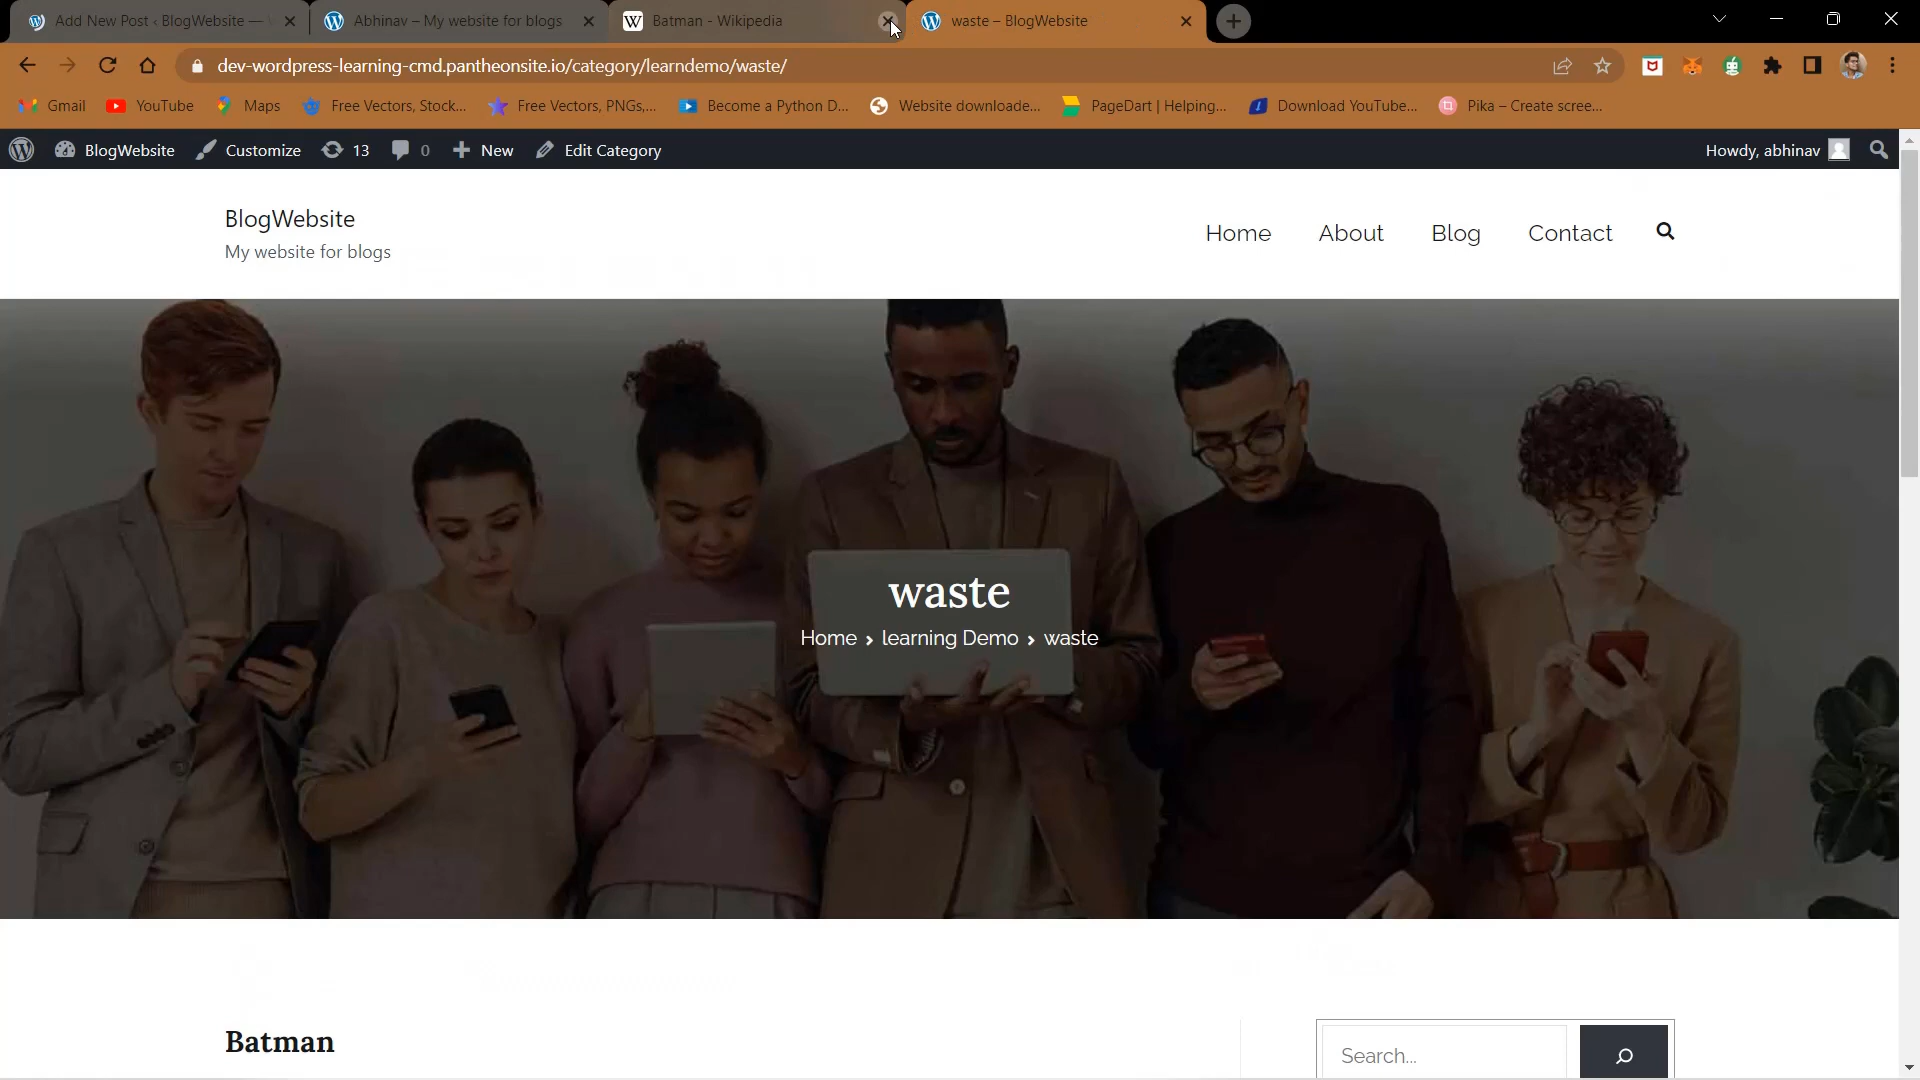 Add New Post ‹ BlogWebsite —
Abhinav – My website for blogs
Batman - Wikipedia
waste – BlogWebsite
dev-wordpress-learning-cmd.pantheonsite.io/category/learndemo/waste/
Gmail
YouTube
Maps
Free Vectors, Stock...
Free Vectors, PNGs,...
Become a Python D...
Website downloade...
PageDart | Helping...
Download YouTube...
Pika – Create scree...
BlogWebsite
Customize
13
0
New
Edit Category
Howdy, abhinav
BlogWebsite
My website for blogs
Home
About
Blog
Contact
waste
Home › learning Demo › waste
Batman
Search...